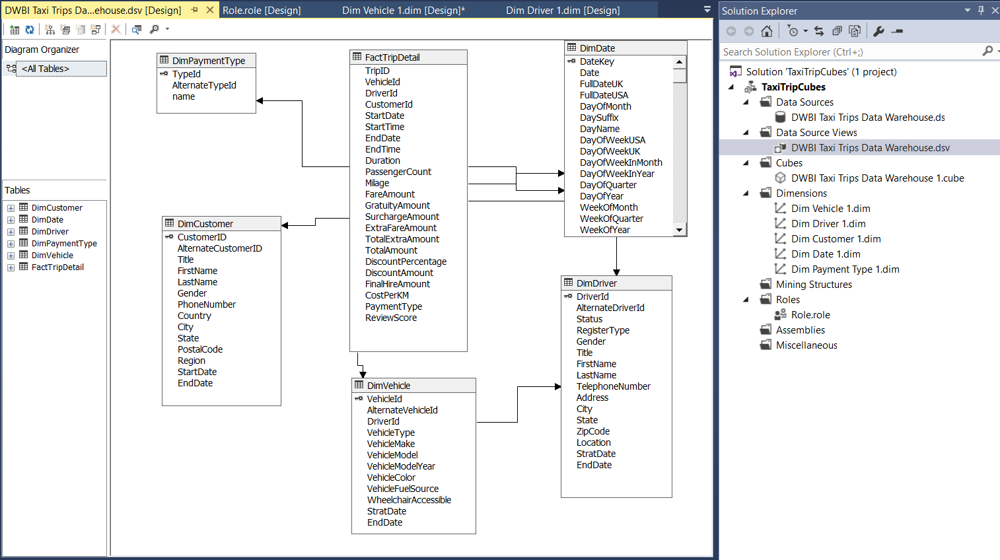 DWBI Taxi Trips Da...ehouse.dsv [Design]
Role.role [Design]
Dim Vehicle 1.dim [Design]*
Dim Driver 1.dim [Design]
Diagram Organizer
<All Tables>
Tables
DimCustomer
DimDate
DimDriver
DimPaymentType
DimVehicle
FactTripDetail
DimPaymentType
TypeId
AlternateTypeId
name
DimCustomer
CustomerID
AlternateCustomerID
Title
FirstName
LastName
Gender
PhoneNumber
Country
City
State
PostalCode
Region
StartDate
EndDate
FactTripDetail
TripID
VehicleId
DriverId
CustomerId
StartDate
StartTime
EndDate
EndTime
Duration
PassengerCount
Milage
FareAmount
GratuityAmount
SurchargeAmount
ExtraFareAmount
TotalExtraAmount
TotalAmount
DiscountPercentage
DiscountAmount
FinalHireAmount
CostPerKM
PaymentType
ReviewScore
DimVehicle
VehicleId
AlternateVehicleId
DriverId
VehicleType
VehicleMake
VehicleModel
VehicleModelYear
VehicleColor
VehicleFuelSource
WheelchairAccessible
StratDate
EndDate
DimDate
DateKey
Date
FullDateUK
FullDateUSA
DayOfMonth
DaySuffix
DayName
DayOfWeekUSA
DayOfWeekUK
DayOfWeekInMonth
DayOfWeekInYear
DayOfQuarter
DayOfYear
WeekOfMonth
WeekOfQuarter
WeekOfYear
DimDriver
DriverId
AlternateDriverId
Status
RegisterType
Gender
Title
FirstName
LastName
TelephoneNumber
Address
City
State
ZipCode
Location
StratDate
EndDate
Solution Explorer
Search Solution Explorer (Ctrl+;)
Solution 'TaxiTripCubes' (1 project)
TaxiTripCubes
Data Sources
DWBI Taxi Trips Data Warehouse.ds
Data Source Views
DWBI Taxi Trips Data Warehouse.dsv
Cubes
DWBI Taxi Trips Data Warehouse 1.cube
Dimensions
Dim Vehicle 1.dim
Dim Driver 1.dim
Dim Customer 1.dim
Dim Date 1.dim
Dim Payment Type 1.dim
Mining Structures
Roles
Role.role
Assemblies
Miscellaneous